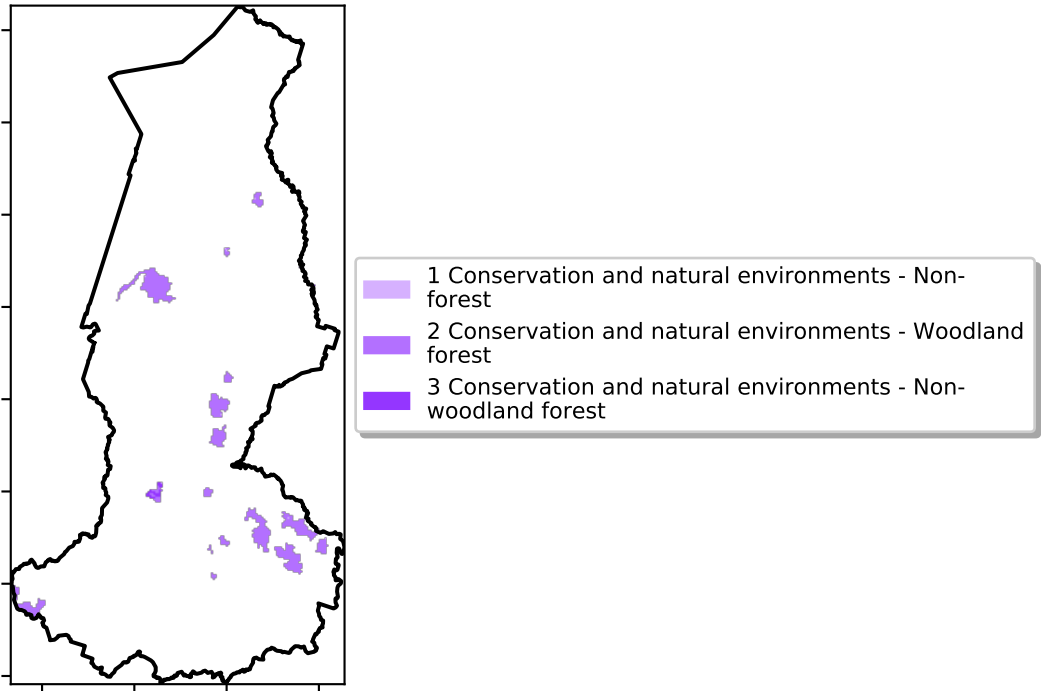 1 Conservation and natural environments - Non-
forest
2 Conservation and natural environments - Woodland
forest
3 Conservation and natural environments - Non-
woodland forest